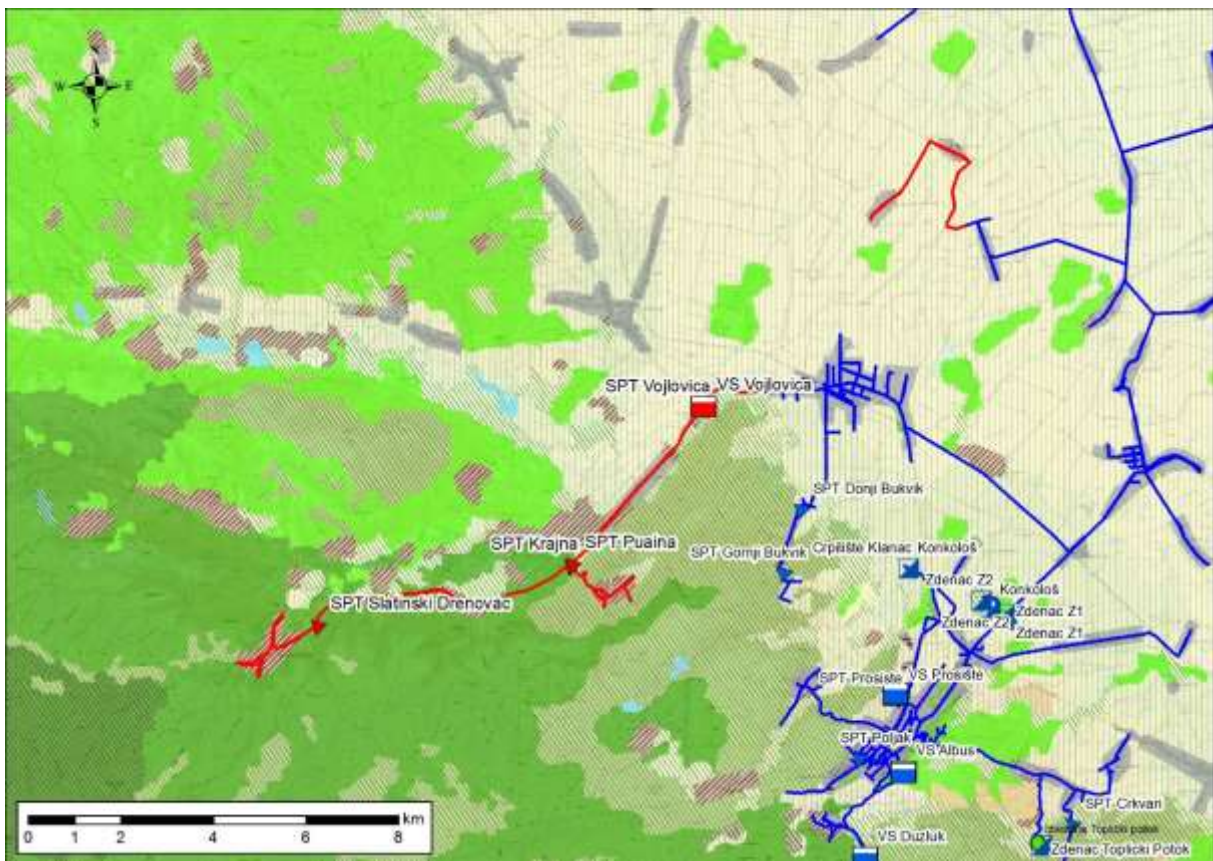 N
W E
S
SPT Vojlovica VS Vojlovica
SPT Donji Bukvik
SPT Krajna SPT Puaina
SPT Gornji Bukvik
Crpilište Klanac Konkološ
Zdenac Z2
Konkološ
Zdenac Z1
Zdenac Z2
Zdenac Z1
SPT Slatinski Drenovac
SPT Prosište
VS Prosište
SPT Poljak
VS Albus
SPT Crkvari
VS Duzluk
Zdenac Toplicki Potok
0 1 2 4 6 8 km